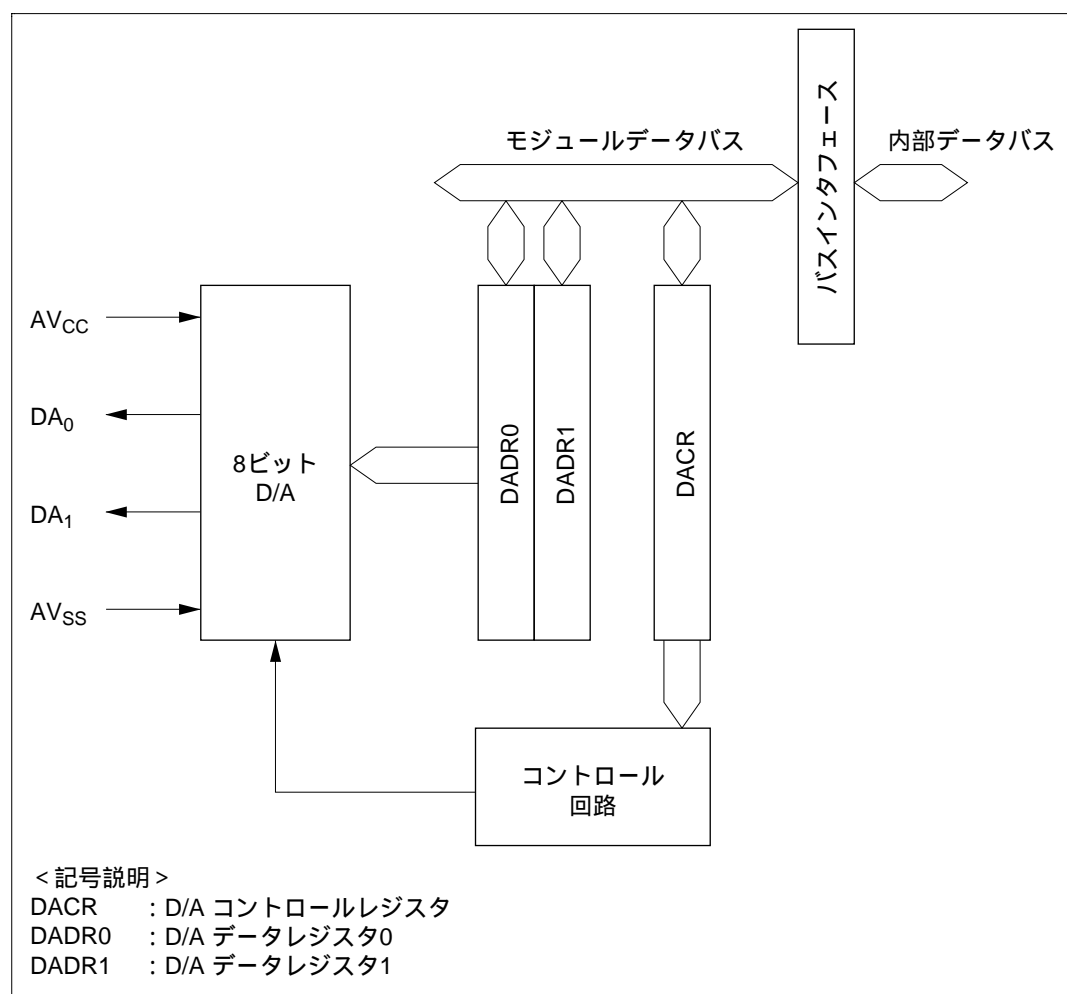 モジュールデータバス
内部データバス
バスインタフェース
AVCC
DA0
DA1
AVSS
8ビット
D/A
DADR0
DADR1
DACR
コントロール
回路
<記号説明>
DACR : D/A コントロールレジスタ
DADR0 : D/A データレジスタ0
DADR1 : D/A データレジスタ1